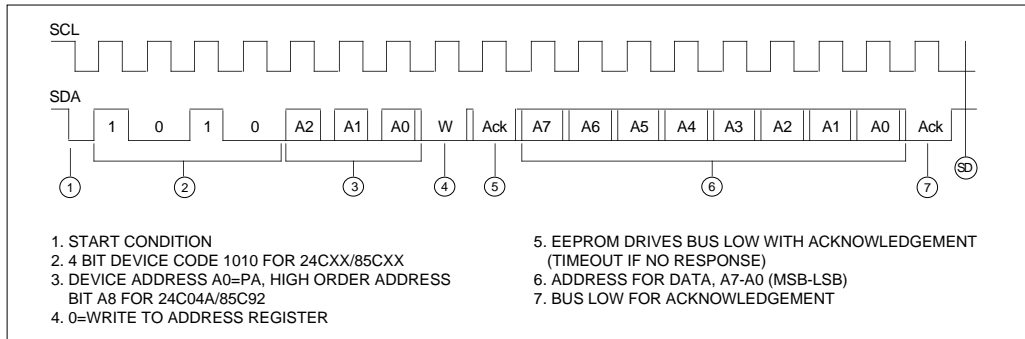 SCL
SDA
1 0 1 0 A2 A1 A0 W Ack A7 A6 A5 A4 A3 A2 A1 A0 Ack
1 2 3 4 5 6 7 SD
1. START CONDITION
2. 4 BIT DEVICE CODE 1010 FOR 24CXX/85CXX
3. DEVICE ADDRESS A0=PA, HIGH ORDER ADDRESS
BIT A8 FOR 24C04A/85C92
4. 0=WRITE TO ADDRESS REGISTER
5. EEPROM DRIVES BUS LOW WITH ACKNOWLEDGEMENT
(TIMEOUT IF NO RESPONSE)
6. ADDRESS FOR DATA, A7-A0 (MSB-LSB)
7. BUS LOW FOR ACKNOWLEDGEMENT